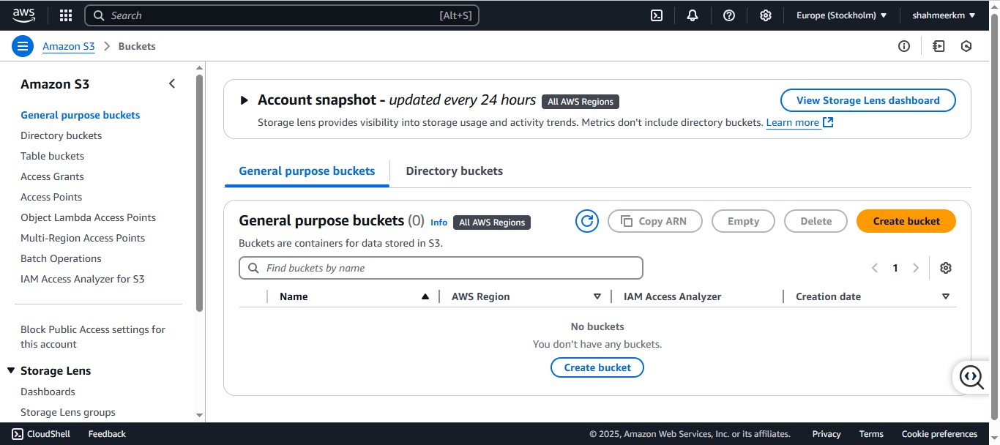 aws
Search [Alt+S] Europe (Stockholm) shahmeerkm
Amazon S3 Buckets
Amazon S3
General purpose buckets
Directory buckets
Table buckets
Access Grants
Access Points
Object Lambda Access Points
Multi-Region Access Points
Batch Operations
IAM Access Analyzer for S3
Block Public Access settings for
this account
Storage Lens
Dashboards
Storage Lens groups
Account snapshot - updated every 24 hours All AWS Regions View Storage Lens dashboard
Storage lens provides visibility into storage usage and activity trends. Metrics don't include directory buckets. Learn more
General purpose buckets Directory buckets
General purpose buckets (0) Info All AWS Regions Copy ARN Empty Delete Create bucket
Buckets are containers for data stored in S3.
Find buckets by name 1
Name AWS Region IAM Access Analyzer Creation date
No buckets
You don't have any buckets.
Create bucket
CloudShell Feedback © 2025, Amazon Web Services, Inc. or its affiliates. Privacy Terms Cookie preferences